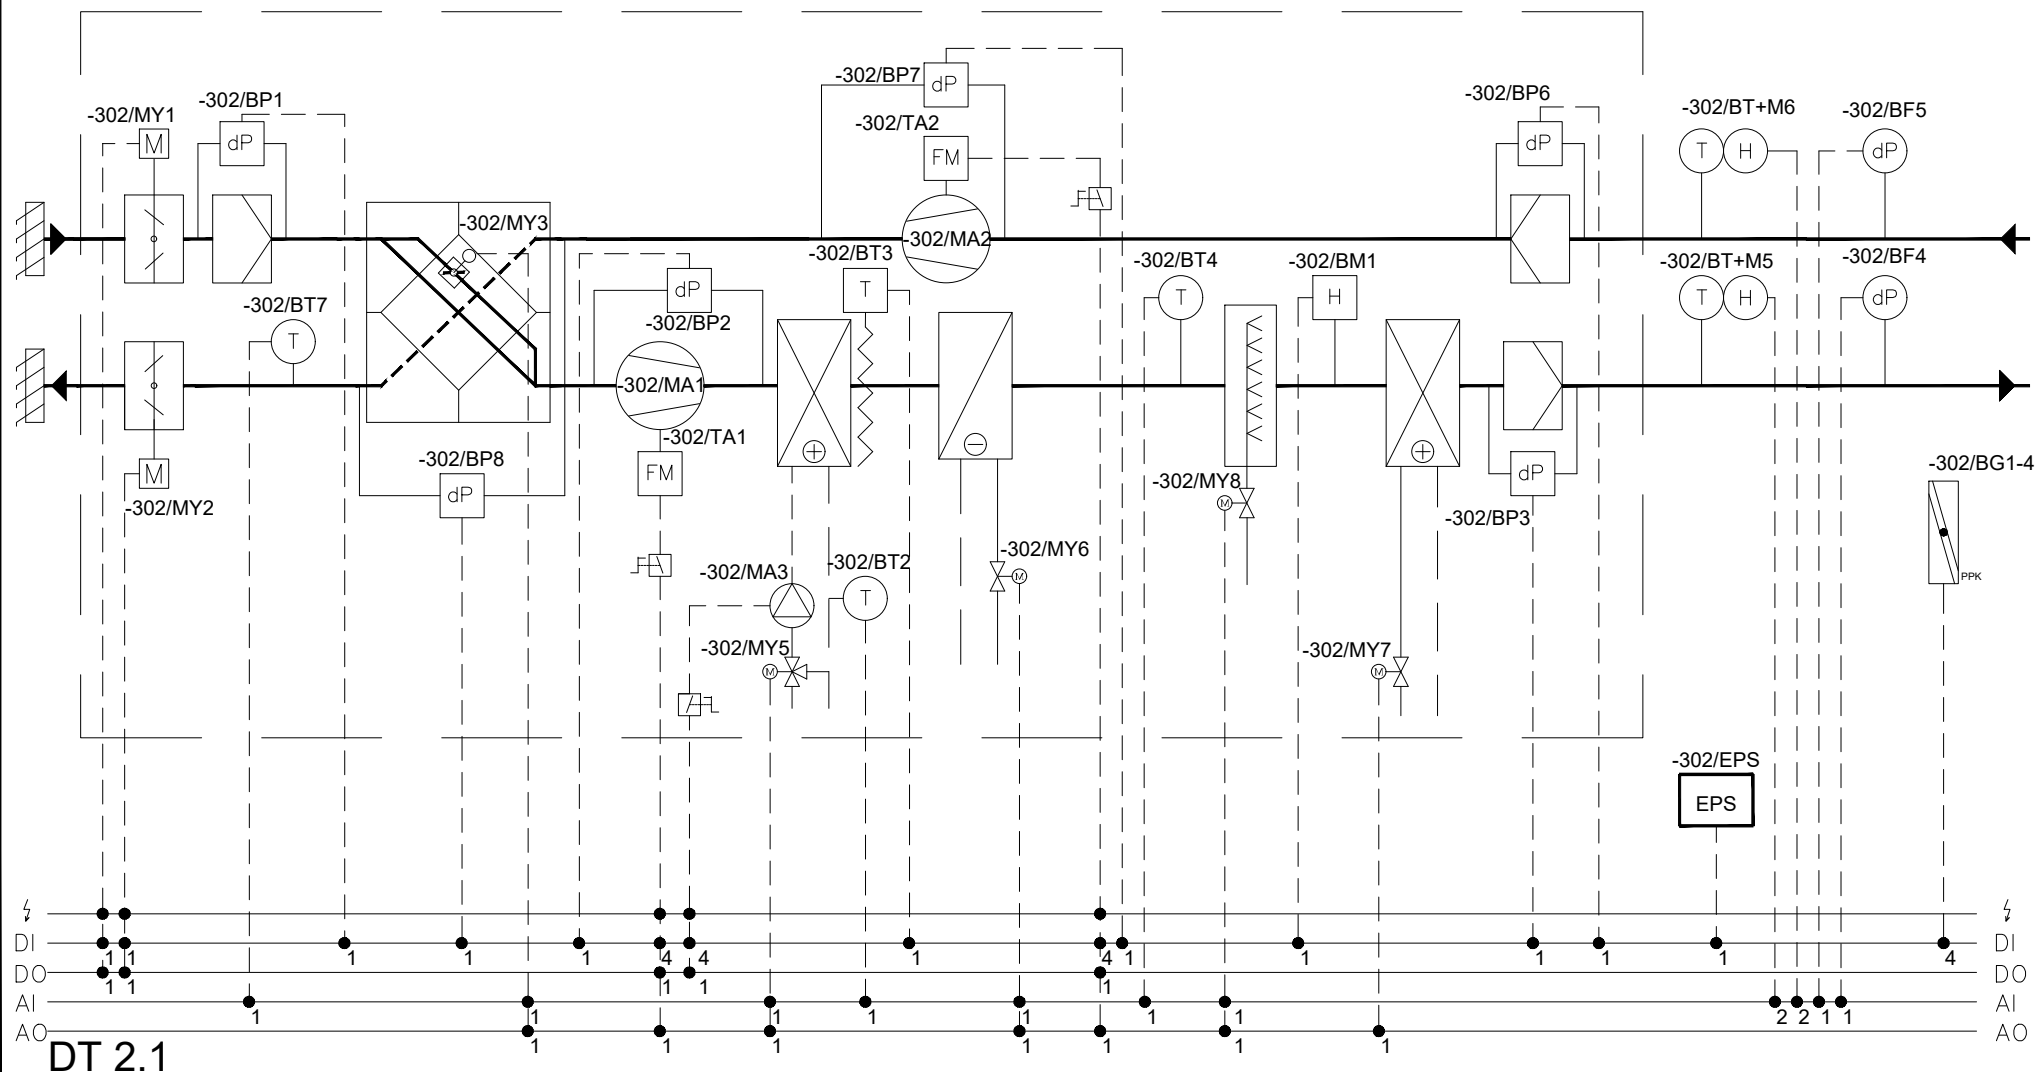 -302/BP7
dP
-302/BP1
-302/BP6
-302/BT+M6
-302/BF5
-302/MY1
M
dP
-302/TA2
FM
dP
T
H
dP
-302/MY3
-302/MA2
-302/BT3
-302/BT4
-302/BM1
-302/BT+M5
-302/BF4
dP
T
T
H
T
H
dP
-302/BT7
T
-302/BP2
-302/MA1
-302/TA1
FM
-302/BP8
dP
M
-302/MY2
-302/MY8
M
dP
-302/BP3
-302/BG1-4
PPK
-302/MA3
-302/BT2
T
-302/MY6
M
-302/MY5
M
-302/MY7
M
-302/EPS
EPS
DI
1 1 1 1 1 4 4 1 4 1 1 1 1 1 4
DI
DO
1 1 1 1 1
DO
AI
1 1 1 1 1 1 1 2 2 1 1
AI
AO
1 1 1 1 1 1 1
AO
DT 2.1